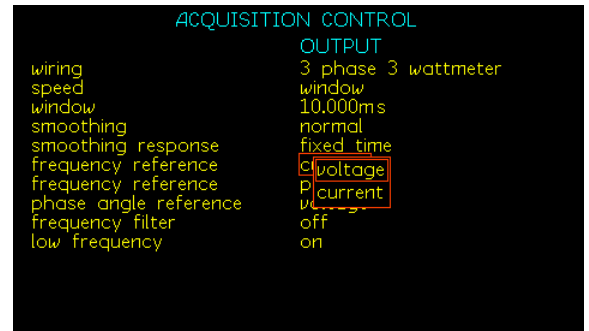 ACQUISITION CONTROL
OUTPUT
wiring 3 phase 3 wattmeter
speed window
window 10.000ms
smoothing normal
smoothing response fixed time
frequency reference
voltage
frequency reference
current
phase angle reference
frequency filter off
low frequency on